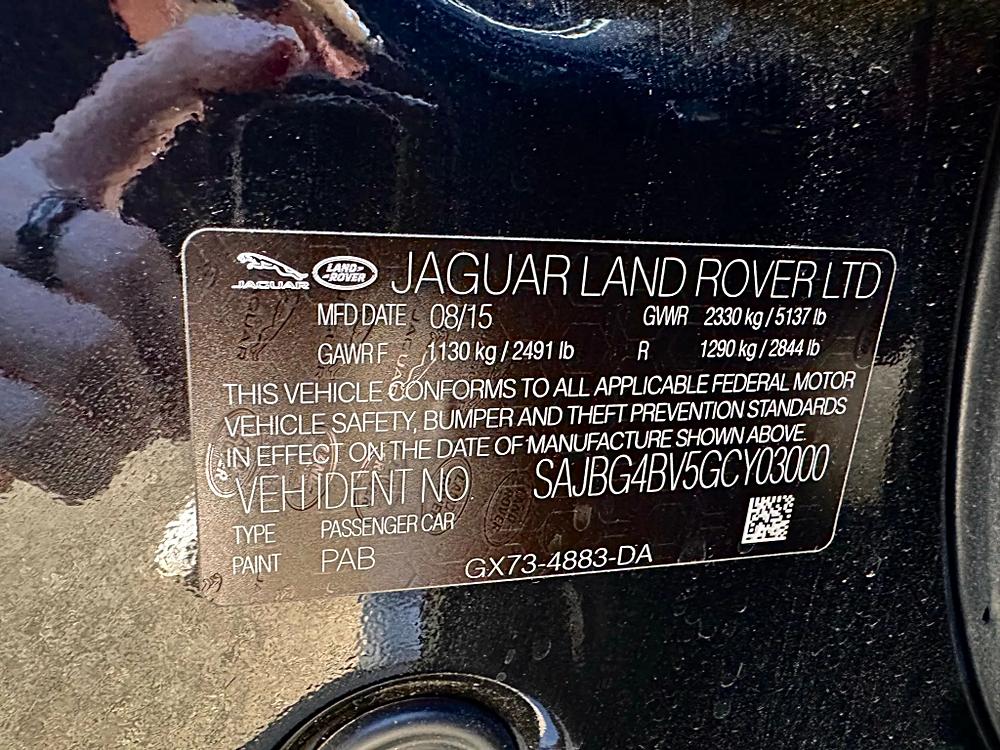 JAGUAR LAND ROVER JAGUAR LAND ROVER LTD
MFD DATE 08/15 GVWR 2330 kg / 5137 lb
GAWR F 1130 kg / 2491 lb R 1290 kg / 2844 lb
THIS VEHICLE CONFORMS TO ALL APPLICABLE FEDERAL MOTOR
VEHICLE SAFETY, BUMPER AND THEFT PREVENTION STANDARDS
IN EFFECT ON THE DATE OF MANUFACTURE SHOWN ABOVE.
VEH IDENT NO. SAJBG4BV5GCY03000
TYPE PASSENGER CAR
PAINT PAB GX73-4883-DA